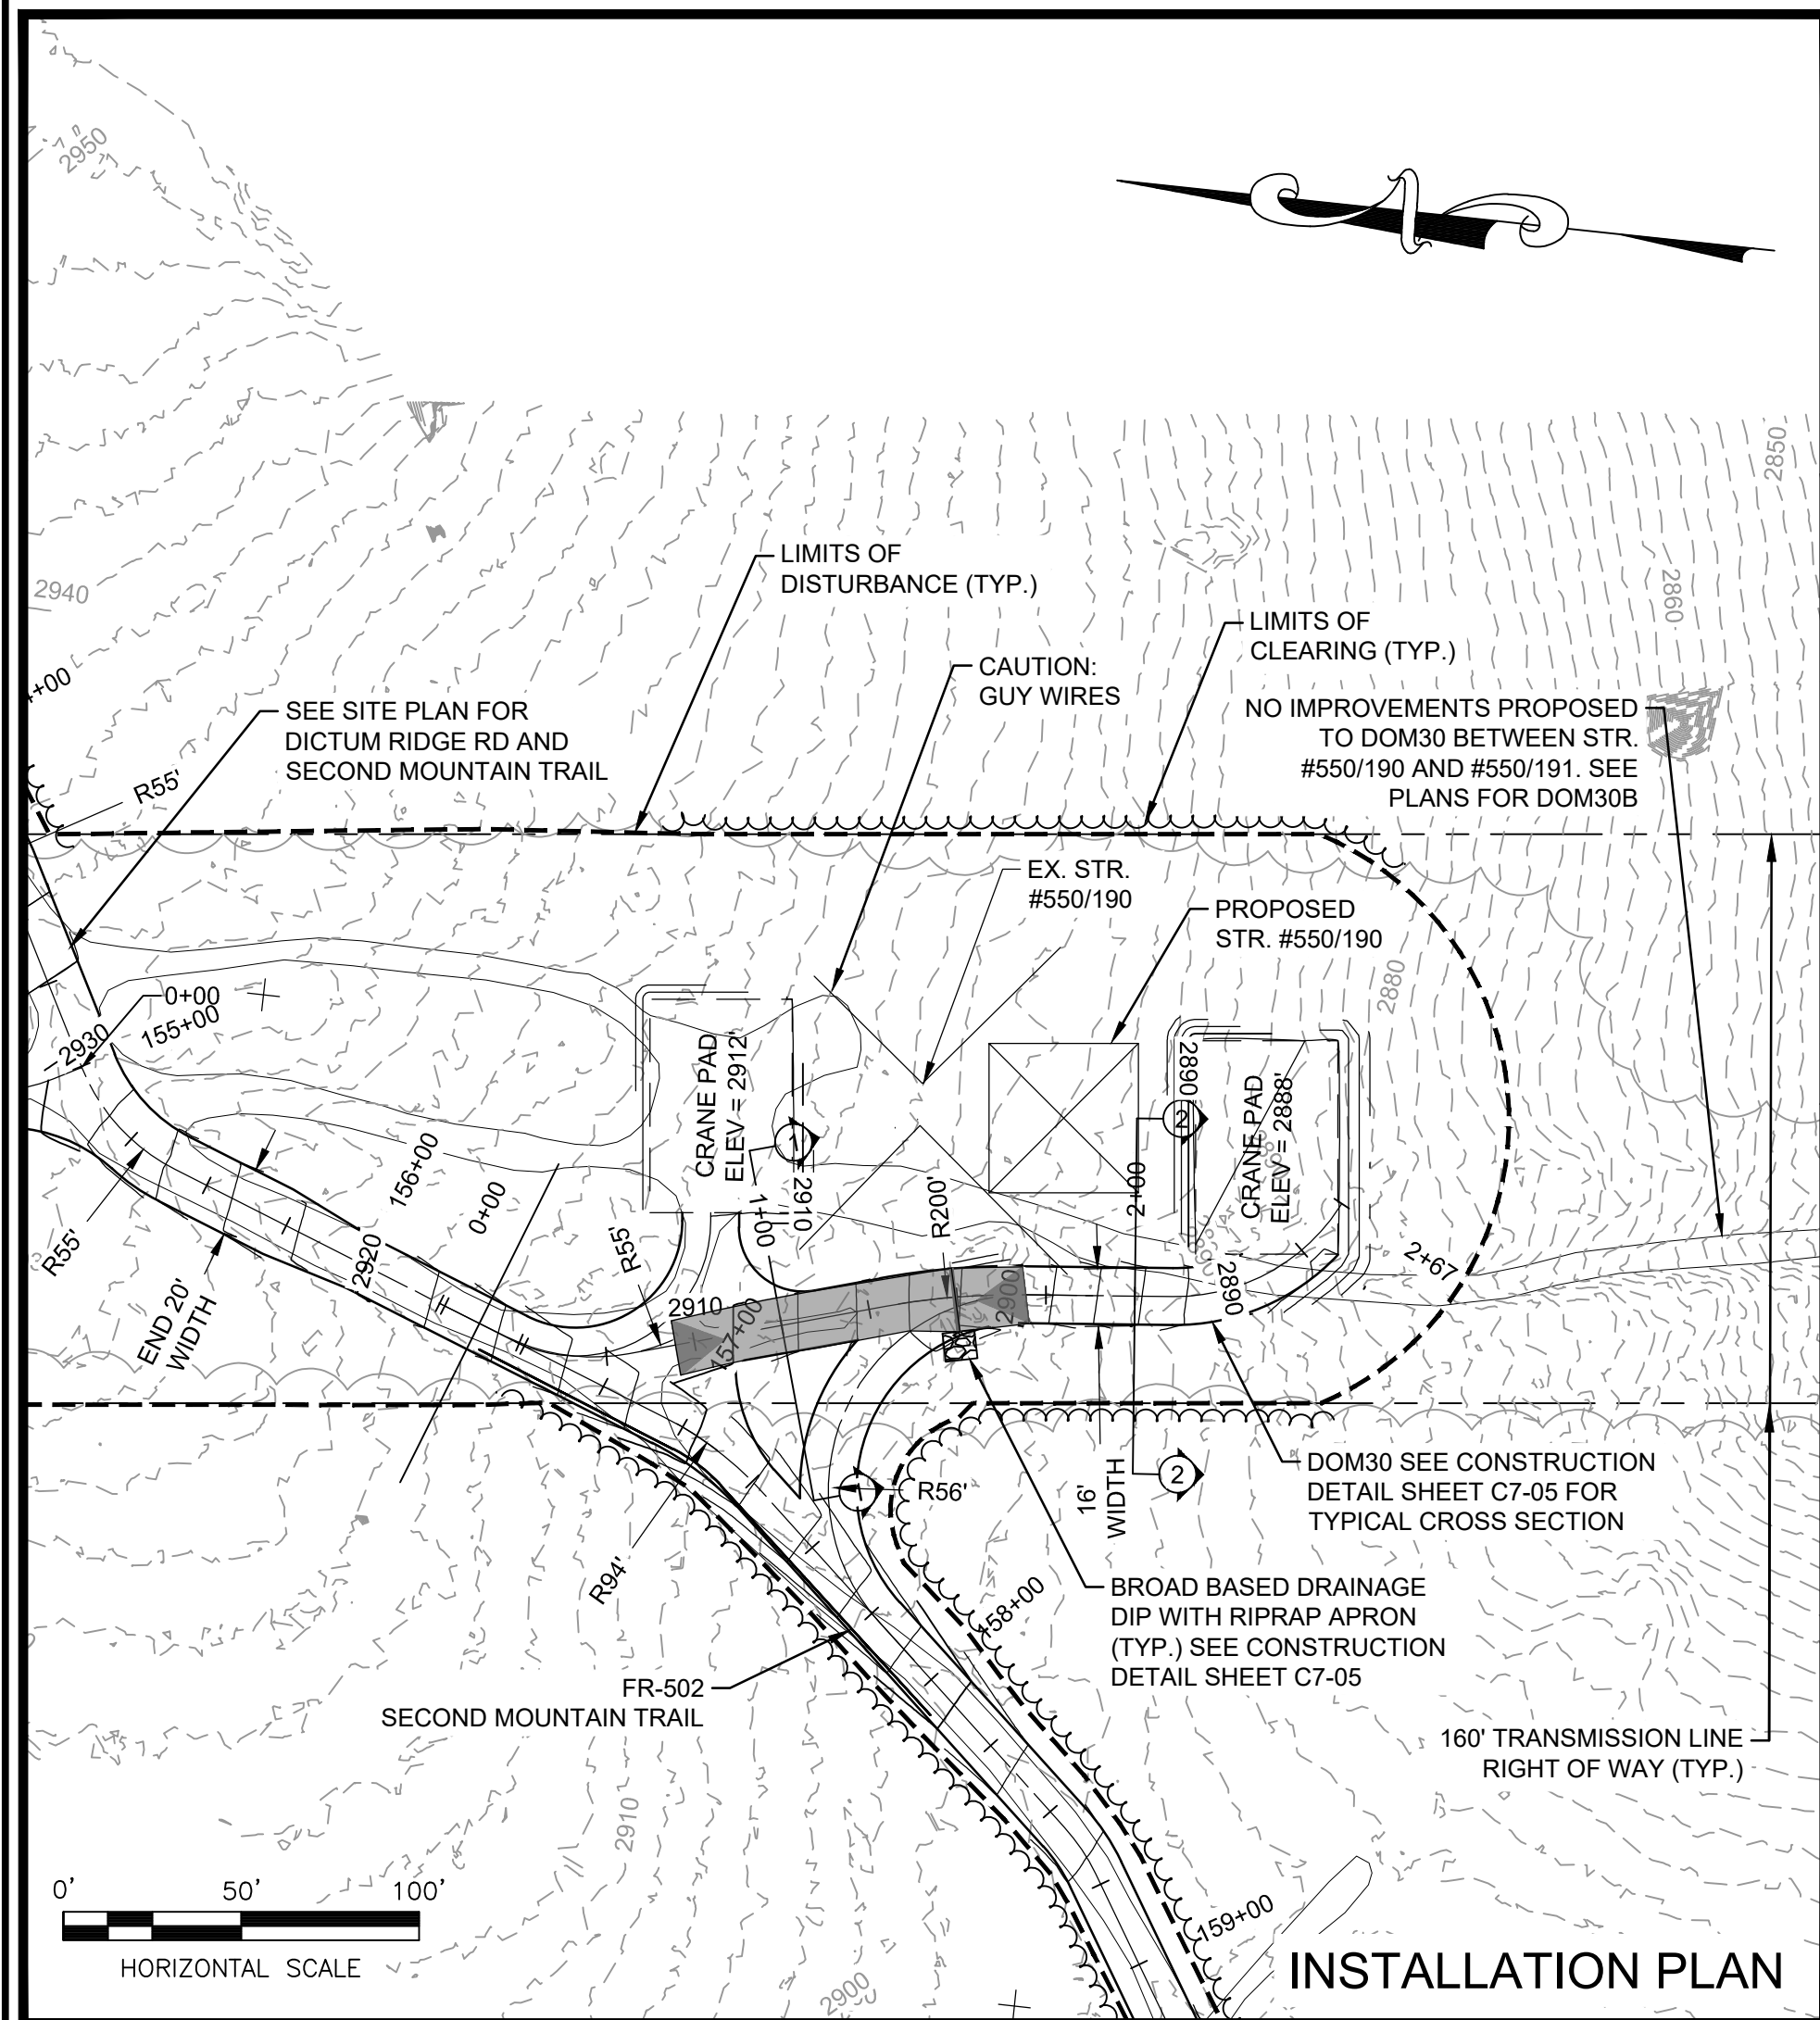 2950
2850
LIMITS OF
DISTURBANCE (TYP.)
2940
2860
LIMITS OF
CLEARING (TYP.)
CAUTION:
GUY WIRES
+00
SEE SITE PLAN FOR
DICTUM RIDGE RD AND
SECOND MOUNTAIN TRAIL
NO IMPROVEMENTS PROPOSED
TO DOM30 BETWEEN STR.
#550/190 AND #550/191. SEE
PLANS FOR DOM30B
R55'
EX. STR.
#550/190
PROPOSED
STR. #550/190
2880
0+00
155+00
2930
CRANE PAD
ELEV = 2912'
2890
CRANE PAD
ELEV = 2888'
1
2
156+00
0+00
2910
1+00
2+00
R200'
R55'
R55'
2920
END 20'
WIDTH
2910
157+00
2900
2890
2+67
2890
16'
WIDTH
2
R56'
1
DOM30 SEE CONSTRUCTION
DETAIL SHEET C7-05 FOR
TYPICAL CROSS SECTION
R94'
158+00
BROAD BASED DRAINAGE
DIP WITH RIPRAP APRON
(TYP.) SEE CONSTRUCTION
DETAIL SHEET C7-05
FR-502
SECOND MOUNTAIN TRAIL
160' TRANSMISSION LINE
RIGHT OF WAY (TYP.)
2910
0' 50' 100'
HORIZONTAL SCALE
159+00
2900
INSTALLATION PLAN